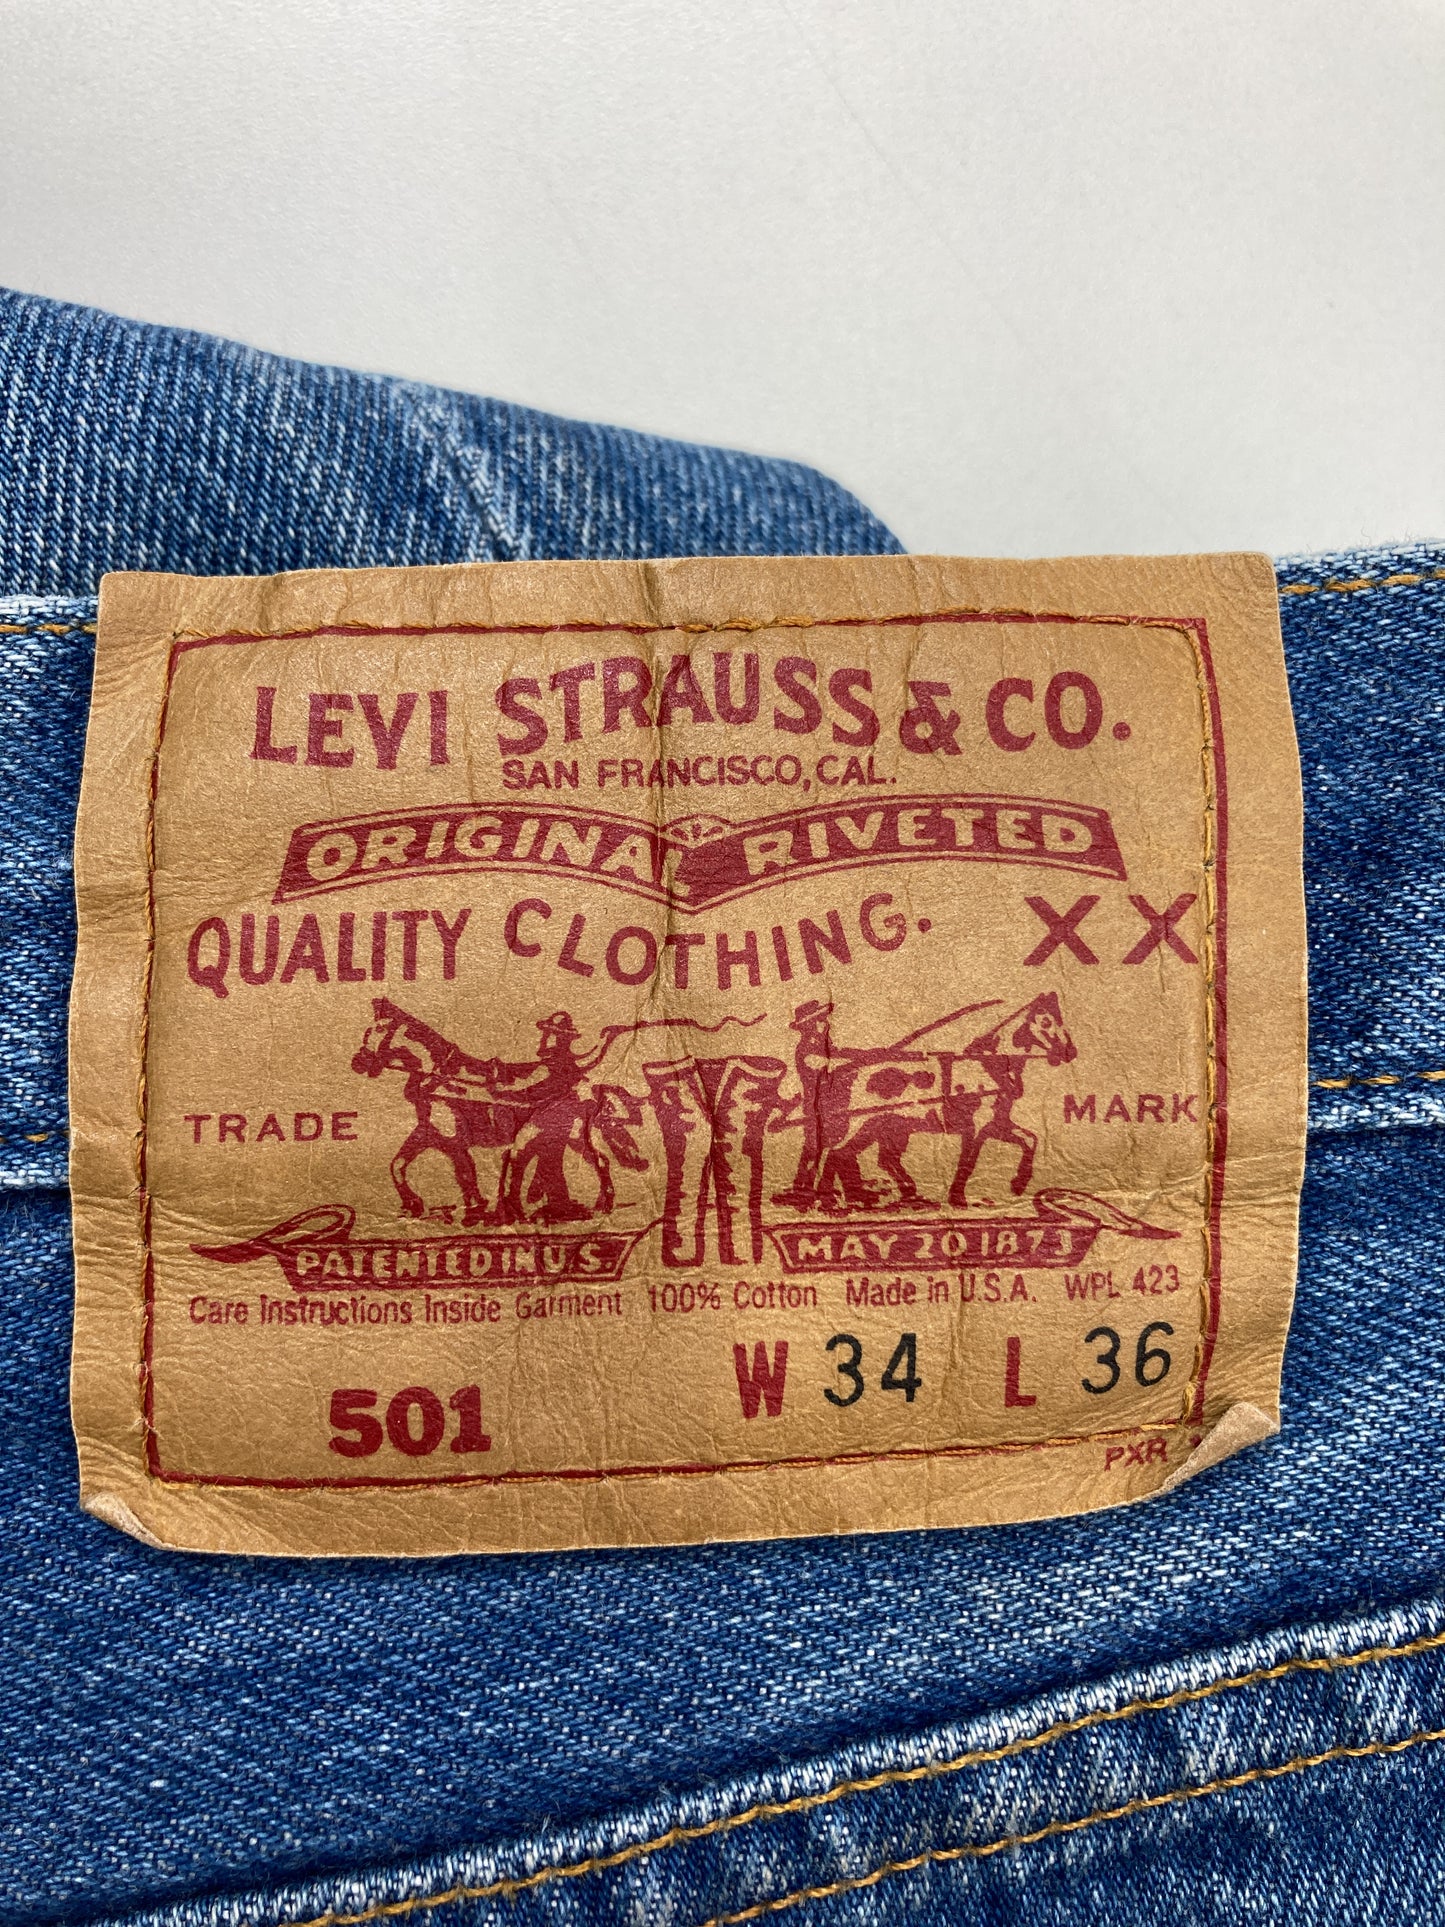 LEVI STRAUSS & CO.
SAN FRANCISCO, CAL.
ORIGINAL RIVETED
QUALITY CLOTHING. XX
TRADE MARK
PATENTED IN U.S. MAY 20 1873
Care Instructions Inside Garment 100% Cotton Made in U.S.A. WPL 423
501 W 34 L 36
PXR